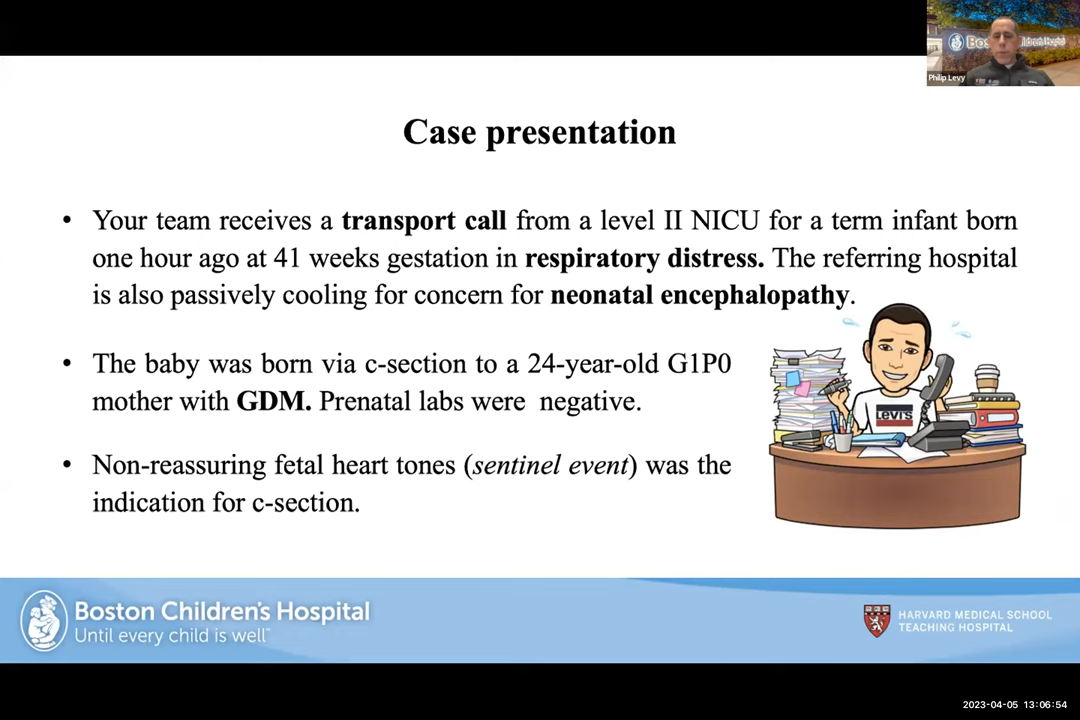 Philip Levy
Case presentation
• Your team receives a transport call from a level II NICU for a term infant born
one hour ago at 41 weeks gestation in respiratory distress. The referring hospital
is also passively cooling for concern for neonatal encephalopathy.
• The baby was born via c-section to a 24-year-old G1P0
mother with GDM. Prenatal labs were negative.
• Non-reassuring fetal heart tones (sentinel event) was the
indication for c-section.
LEVI'S
Boston Children's Hospital
Until every child is well™
HARVARD MEDICAL SCHOOL
TEACHING HOSPITAL
2023-04-05 13:06:54